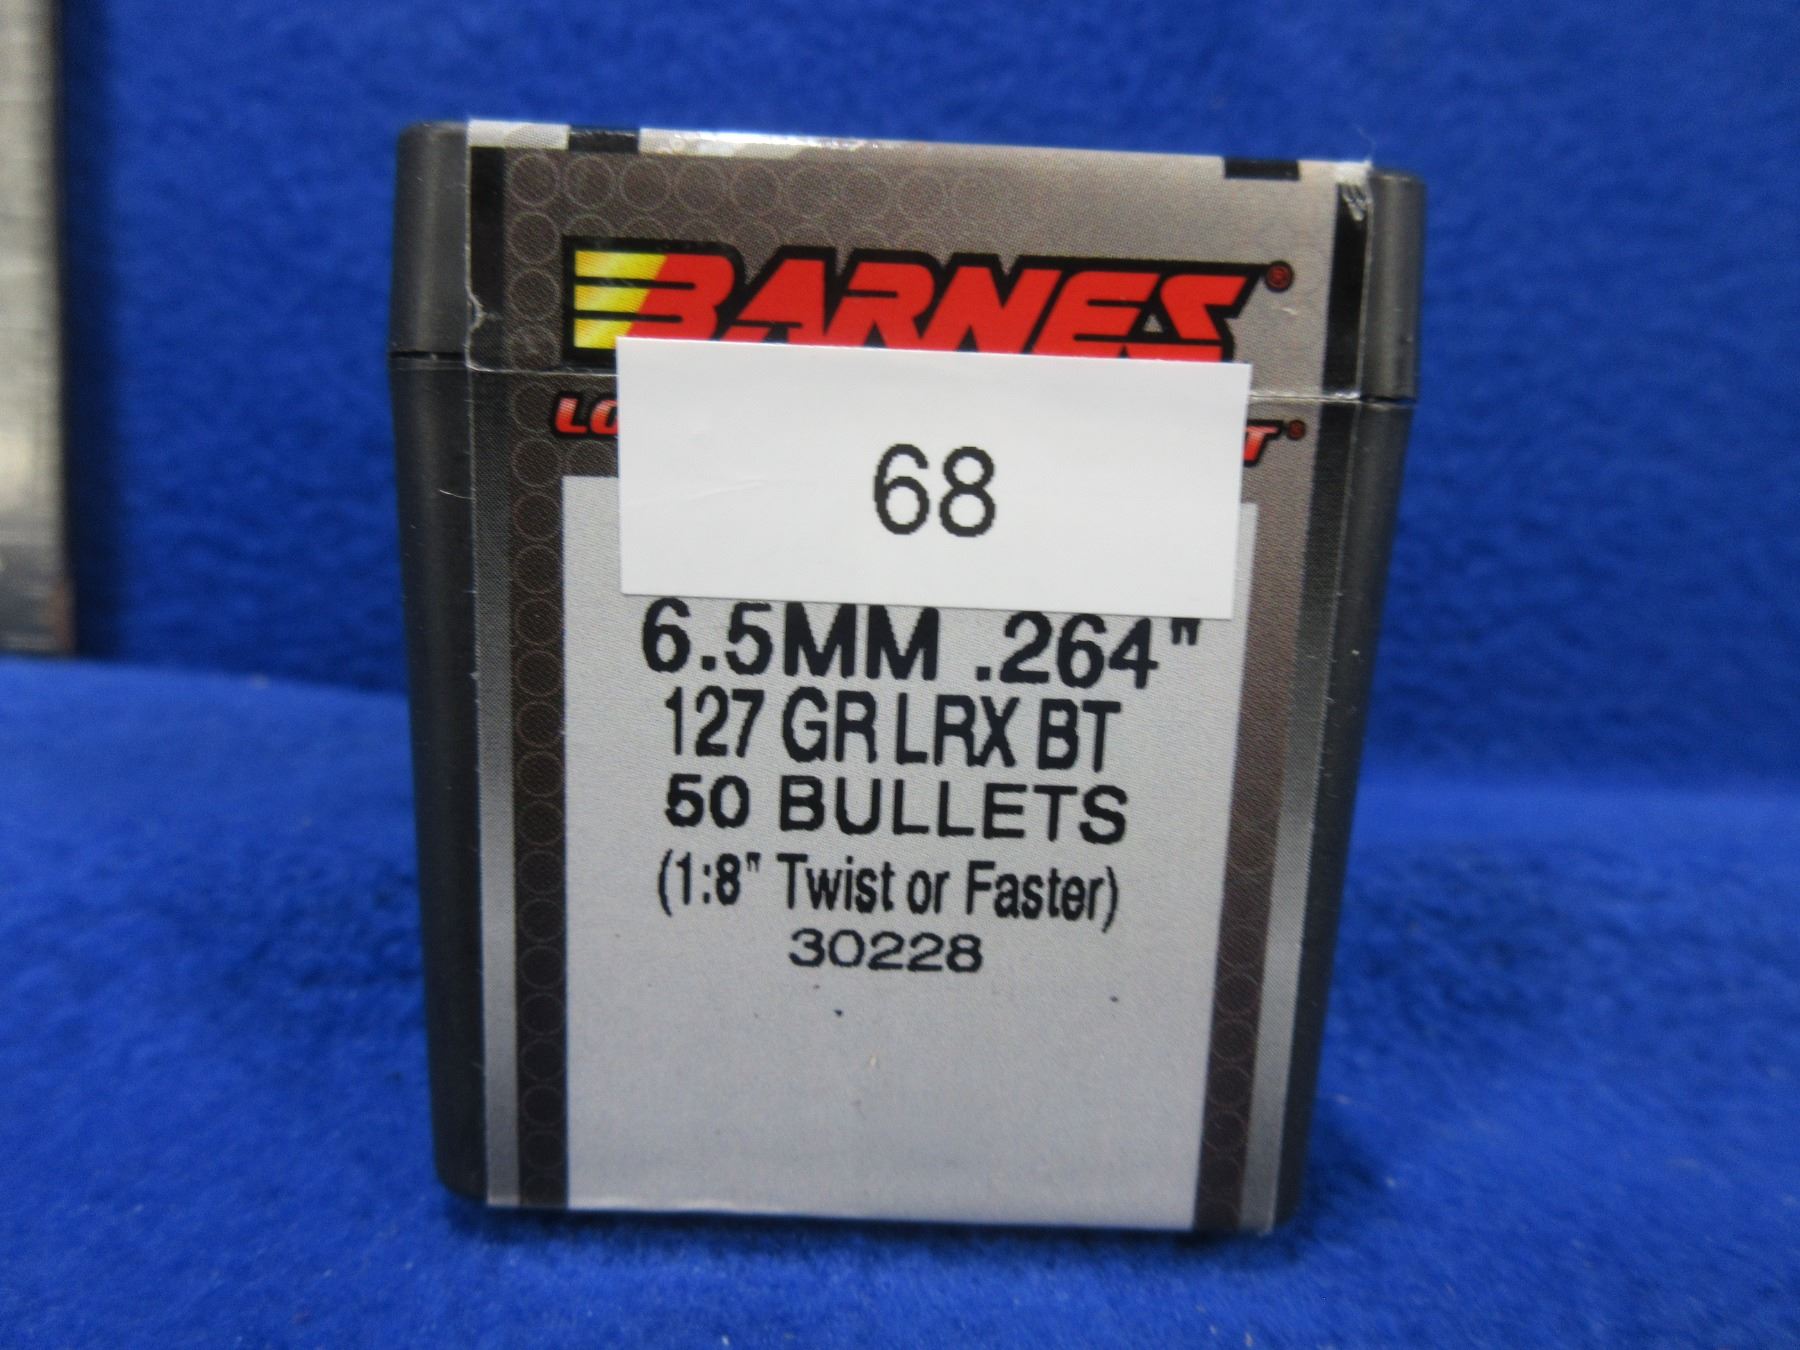 BARNES®
68
6.5MM .264"
127 GR LRX BT
50 BULLETS
(1:8" Twist or Faster)
30228